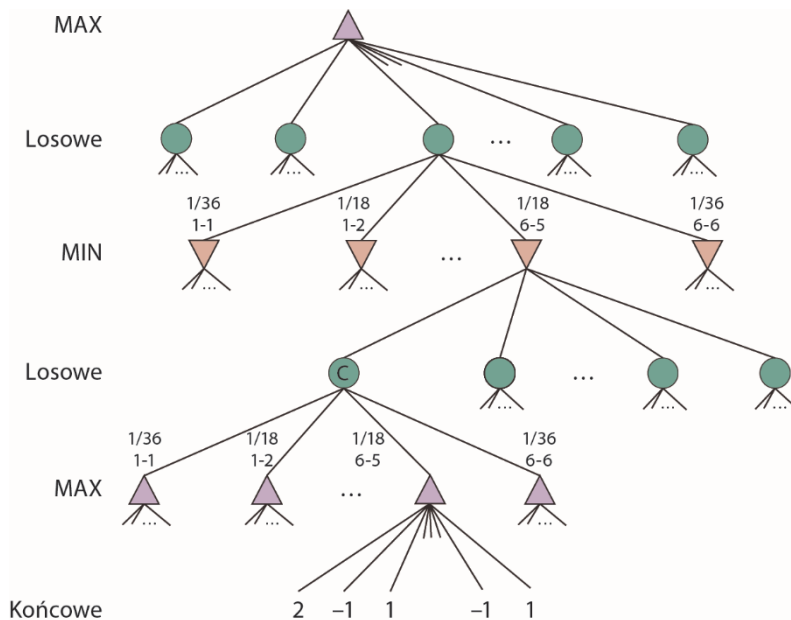 MAX
Losowe
...
... ... ... ... ...
1/36 1/18 1/18 1/36
1-1 1-2 6-5 6-6
MIN
...
... ... ...
Losowe
C
...
... ... ...
1/36 1/18 1/18 1/36
1-1 1-2 6-5 6-6
MAX
...
... ... ...
Końcowe 2 –1 1 –1 1